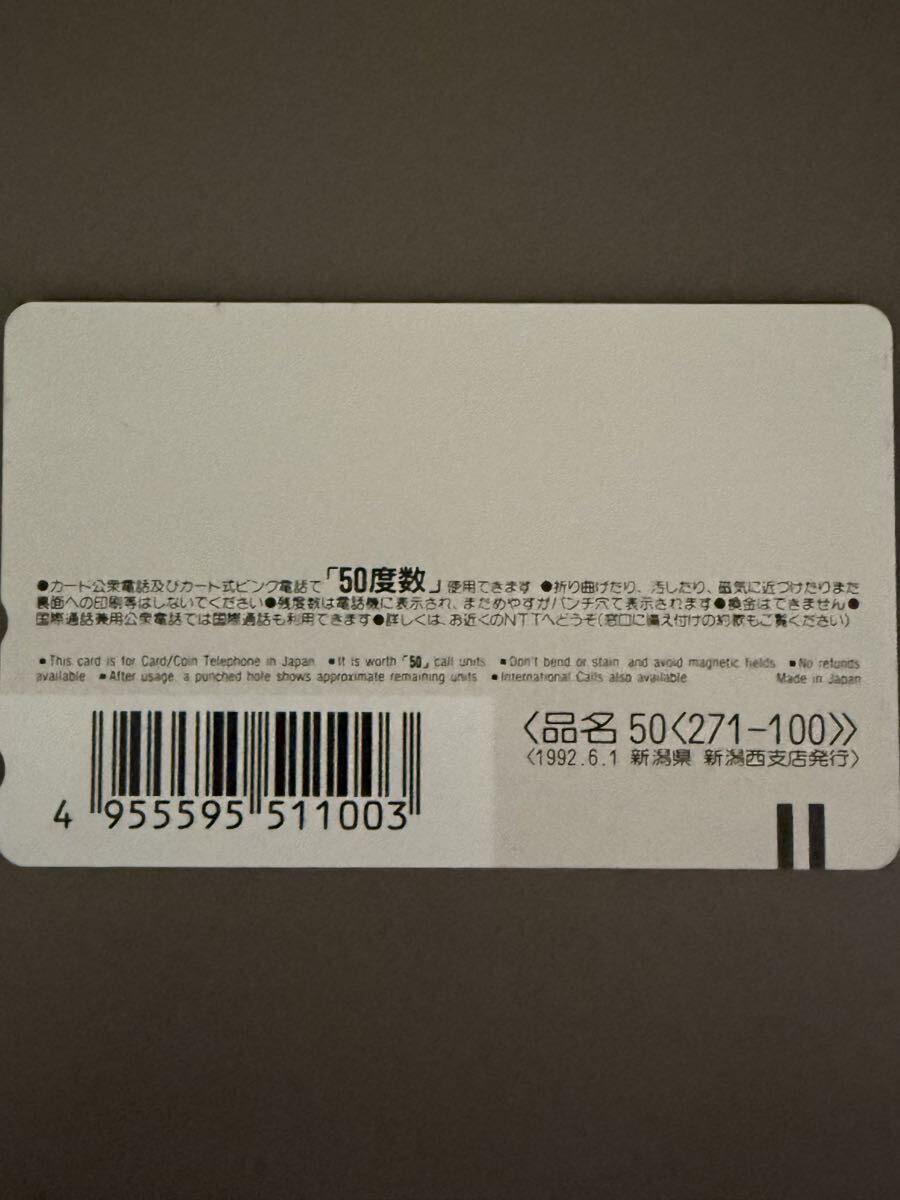 ●カード公衆電話及びカード式ピンク電話で「50度数」使用できます ●折り曲げたり、汚したり、磁気に近づけたりまた
裏面への印刷等はしないでください●残度数は電話機に表示され、まためやすがパンチ穴で表示されます●換金はできません●
国際通話兼用公衆電話では国際通話も利用できます●詳しくは、お近くのNTTへどうぞ(窓口に備え付けの約款もご覧ください)
■This card is for Card/Coin Telephone in Japan ■It is worth「50」call units ■Don't bend or stain and avoid magnetic fields ■No refunds
available ■After usage, a punched hole shows approximate remaining units ■International Calls also available Made in Japan
〈品名 50〈271-100〉〉
〈1992.6.1 新潟県 新潟西支店発行〉
4 955595 511003